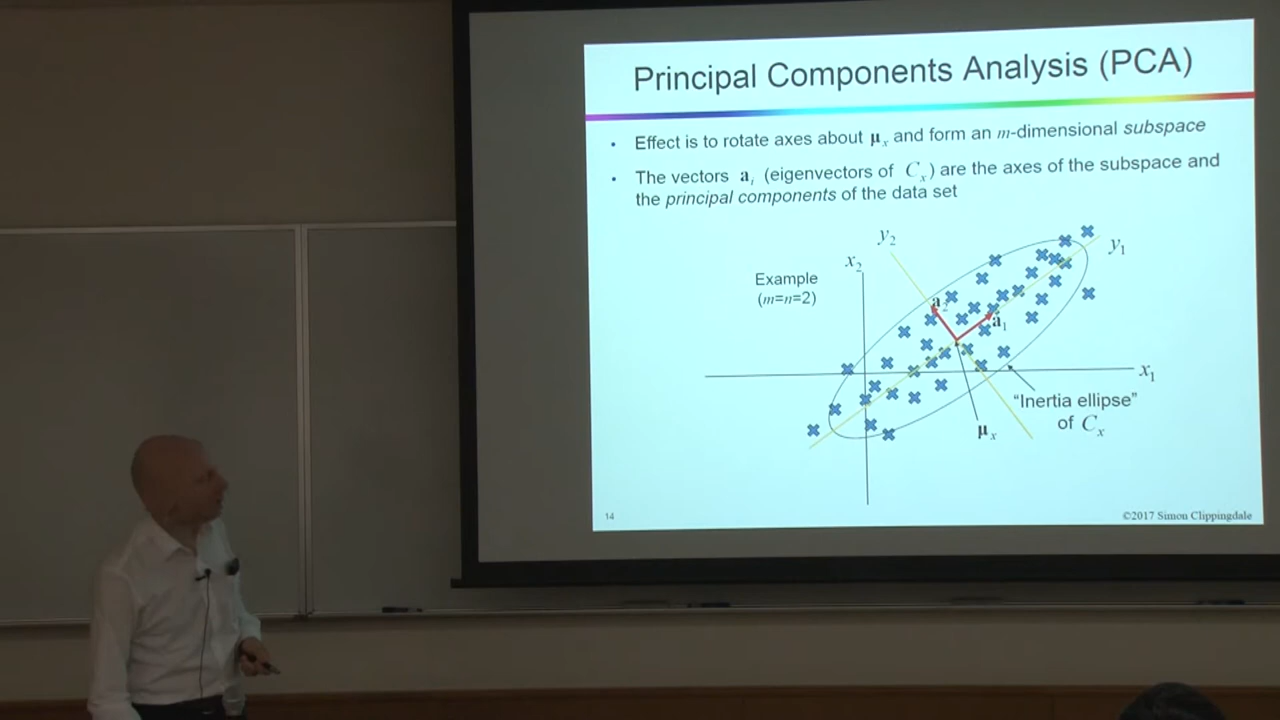 Principal Components Analysis (PCA)
• Effect is to rotate axes about μx and form an m-dimensional subspace
• The vectors ai (eigenvectors of Cx) are the axes of the subspace and
the principal components of the data set
y2
x2
y1
Example
(m=n=2)
a2
a1
x1
"Inertia ellipse"
of Cx
μx
14
©2017 Simon Clippingdale